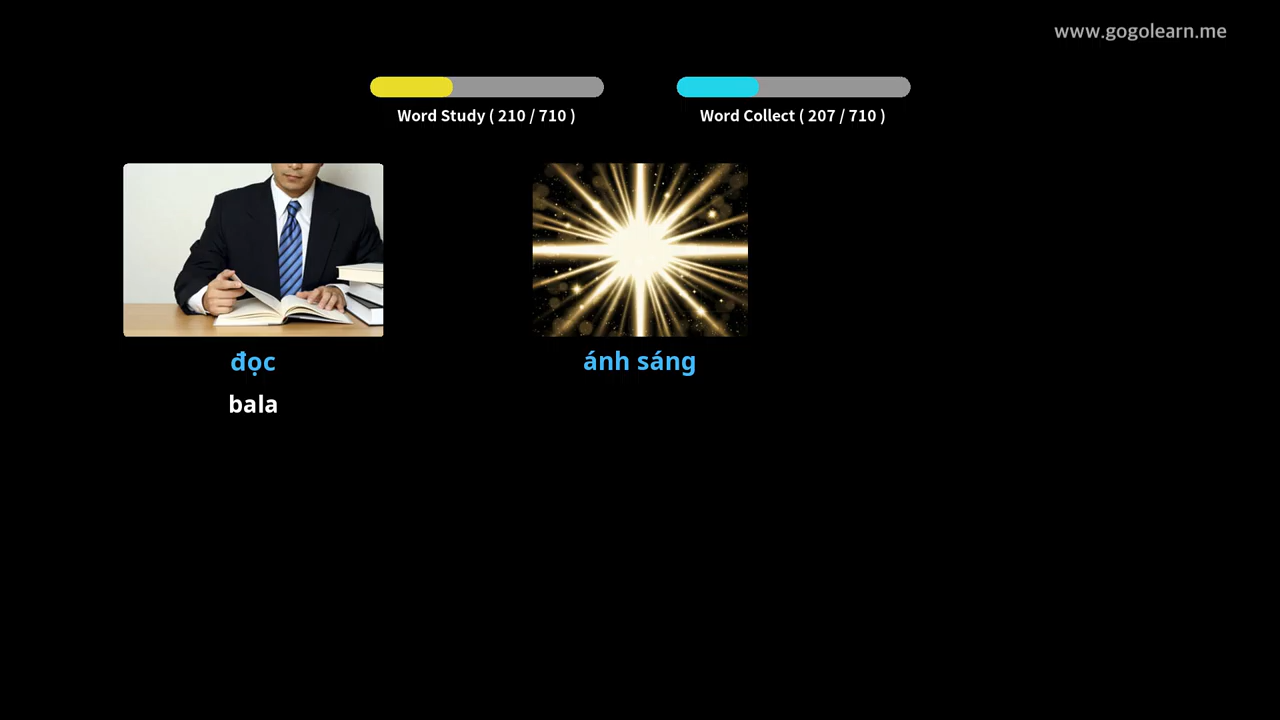 www.gogolearn.me
Word Study ( 210 / 710 )
Word Collect ( 207 / 710 )
đọc
bala
ánh sáng